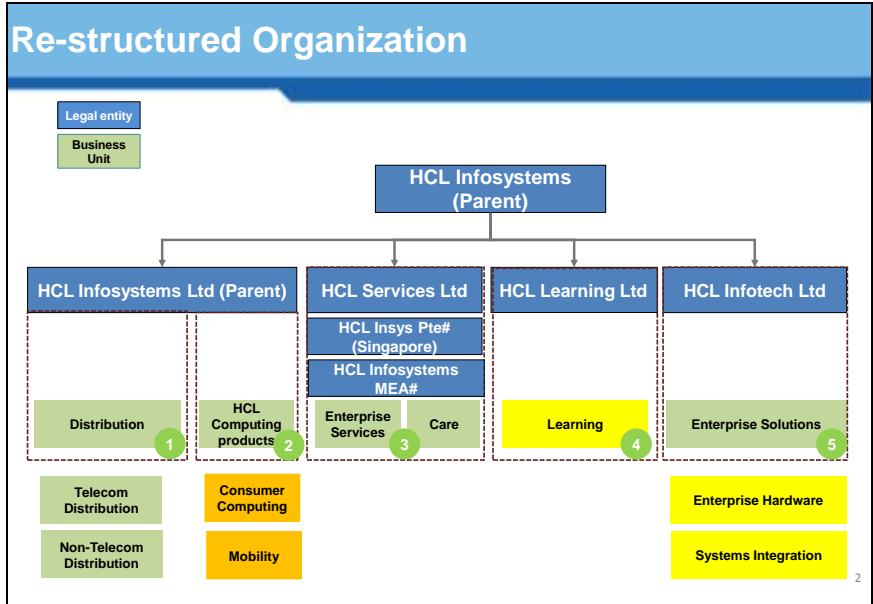 Re-structured Organization
Legal entity
Business
Unit
HCL Infosystems
(Parent)
HCL Infosystems Ltd (Parent)
HCL Services Ltd
HCL Learning Ltd
HCL Infotech Ltd
HCL Insys Pte#
(Singapore)
HCL Infosystems
MEA#
Distribution
1
HCL
Computing
products
2
Enterprise
Services
Care
3
Learning
4
Enterprise Solutions
5
Telecom
Distribution
Consumer
Computing
Enterprise Hardware
Non-Telecom
Distribution
Mobility
Systems Integration
2